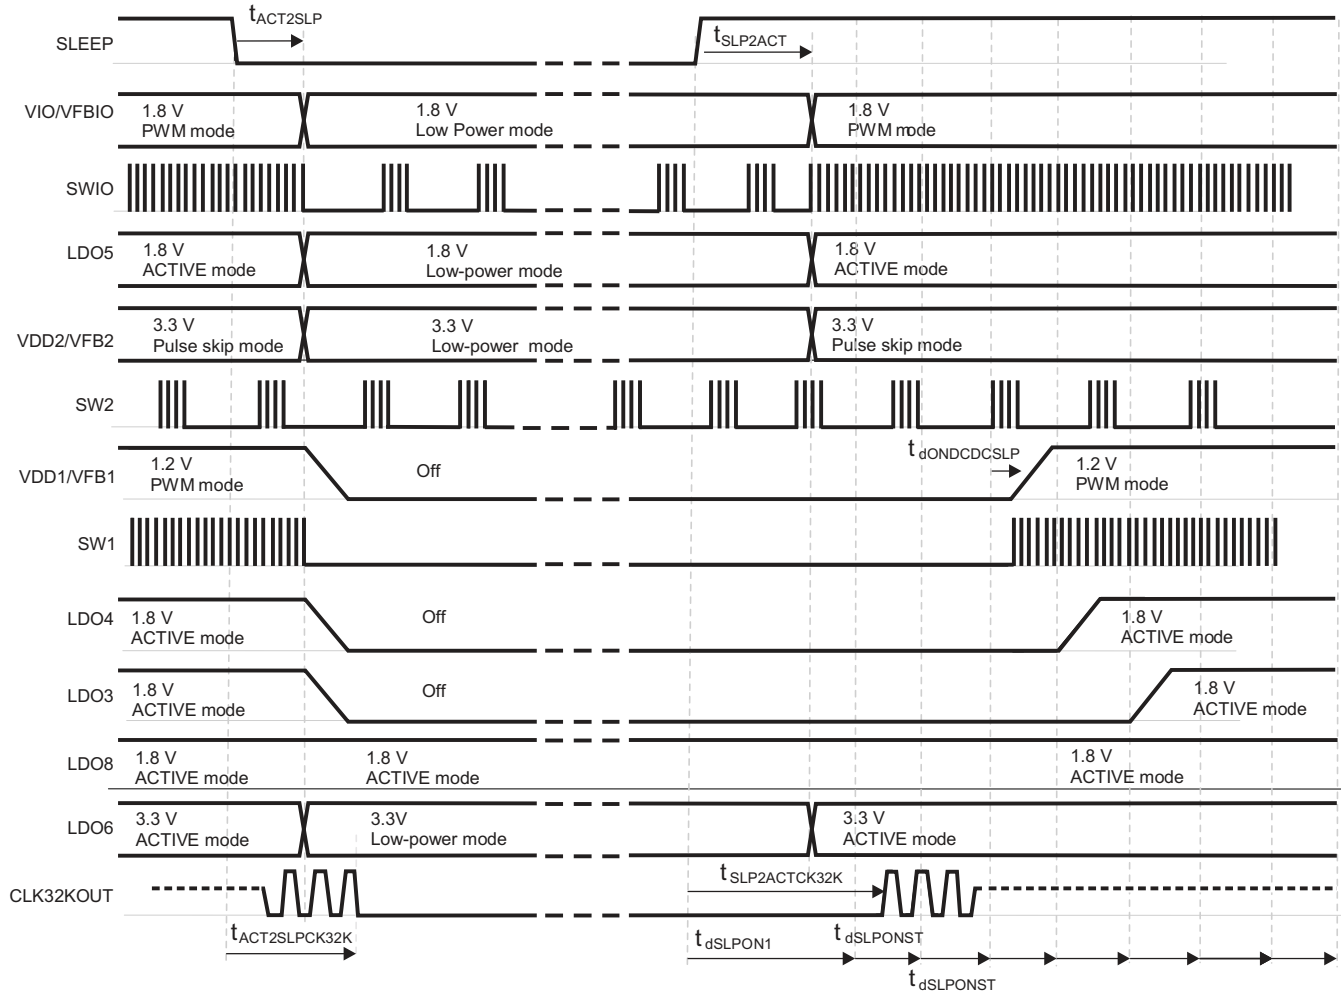 SLEEP
tACT2SLP
tSLP2ACT
VIO/VFBIO
1.8 V
PWM mode
1.8 V
Low Power mode
1.8 V
PWM mode
SWIO
LDO5
1.8 V
ACTIVE mode
1.8 V
Low-power mode
1.8 V
ACTIVE mode
VDD2/VFB2
3.3 V
Pulse skip mode
3.3 V
Low-power mode
3.3 V
Pulse skip mode
SW2
VDD1/VFB1
1.2 V
PWM mode
Off
tdONDCDCSLP
1.2 V
PWM mode
SW1
LDO4
1.8 V
ACTIVE mode
Off
1.8 V
ACTIVE mode
LDO3
1.8 V
ACTIVE mode
Off
1.8 V
ACTIVE mode
LDO8
1.8 V
ACTIVE mode
1.8 V
ACTIVE mode
1.8 V
ACTIVE mode
LDO6
3.3 V
ACTIVE mode
3.3V
Low-power mode
3.3 V
ACTIVE mode
CLK32KOUT
tSLP2ACTCK32K
tACT2SLPCK32K
tdSLPON1
tdSLPONST
tdSLPONST